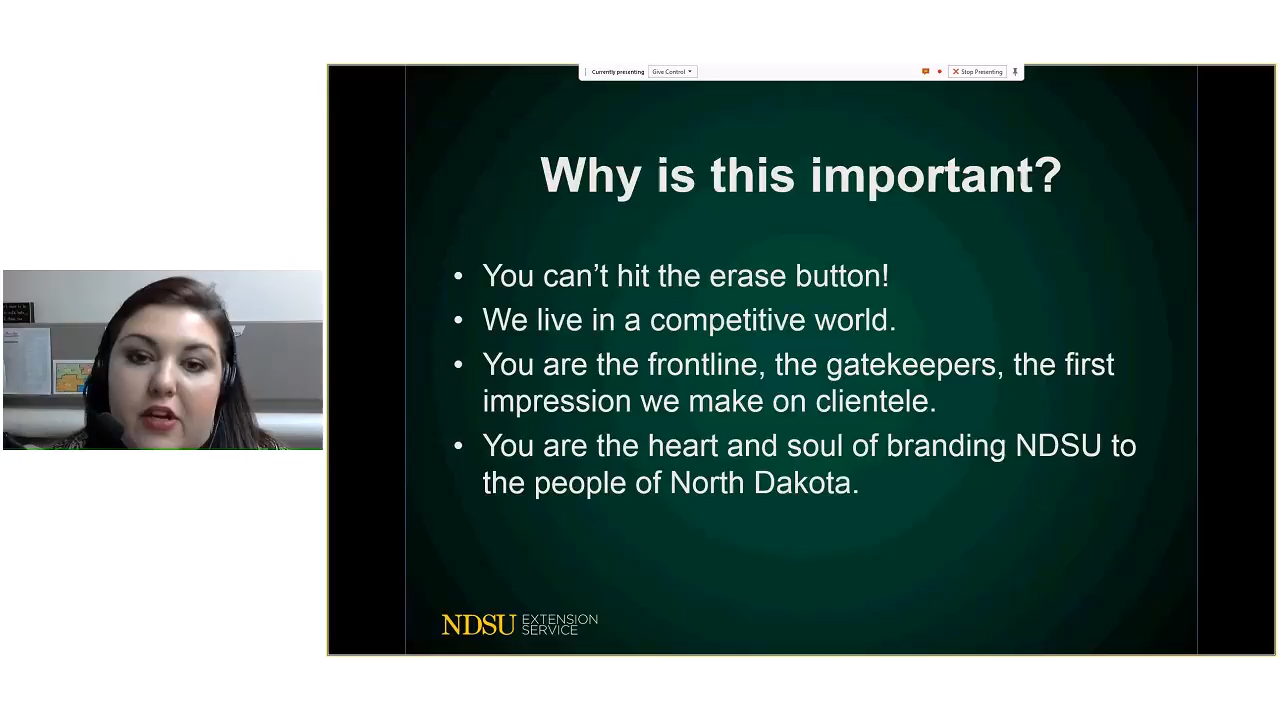 Currently presenting Give Control Stop Presenting
Why is this important?
• You can’t hit the erase button!
• We live in a competitive world.
• You are the frontline, the gatekeepers, the first
impression we make on clientele.
• You are the heart and soul of branding NDSU to
the people of North Dakota.
NDSU EXTENSION
SERVICE